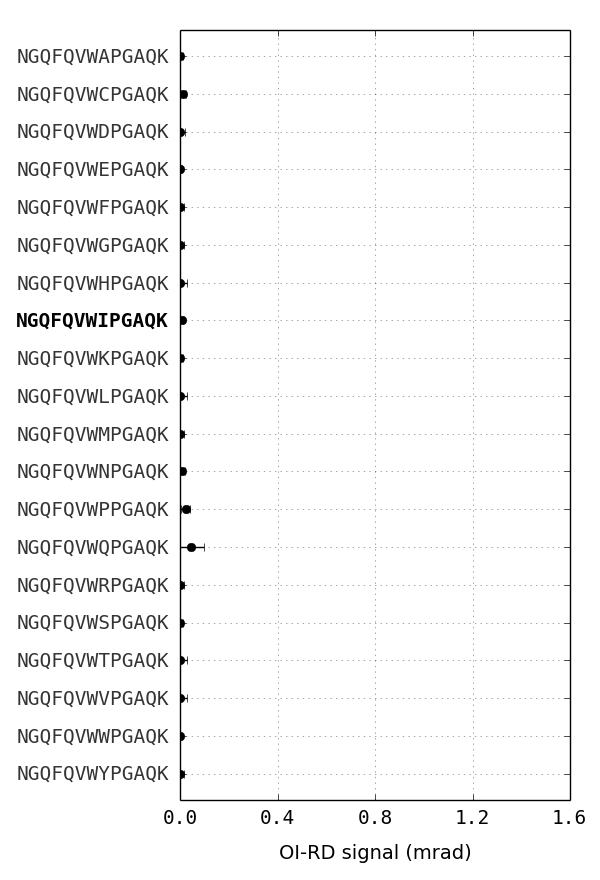 NGQFQVWAPGAQK
NGQFQVWCPGAQK
NGQFQVWDPGAQK
NGQFQVWEPGAQK
NGQFQVWFPGAQK
NGQFQVWGPGAQK
NGQFQVWHPGAQK
NGQFQVWIPGAQK
NGQFQVWKPGAQK
NGQFQVWLPGAQK
NGQFQVWMPGAQK
NGQFQVWNPGAQK
NGQFQVWPPGAQK
NGQFQVWQPGAQK
NGQFQVWRPGAQK
NGQFQVWSPGAQK
NGQFQVWTPGAQK
NGQFQVWVPGAQK
NGQFQVWWPGAQK
NGQFQVWYPGAQK
0.0 0.4 0.8 1.2 1.6
OI-RD signal (mrad)